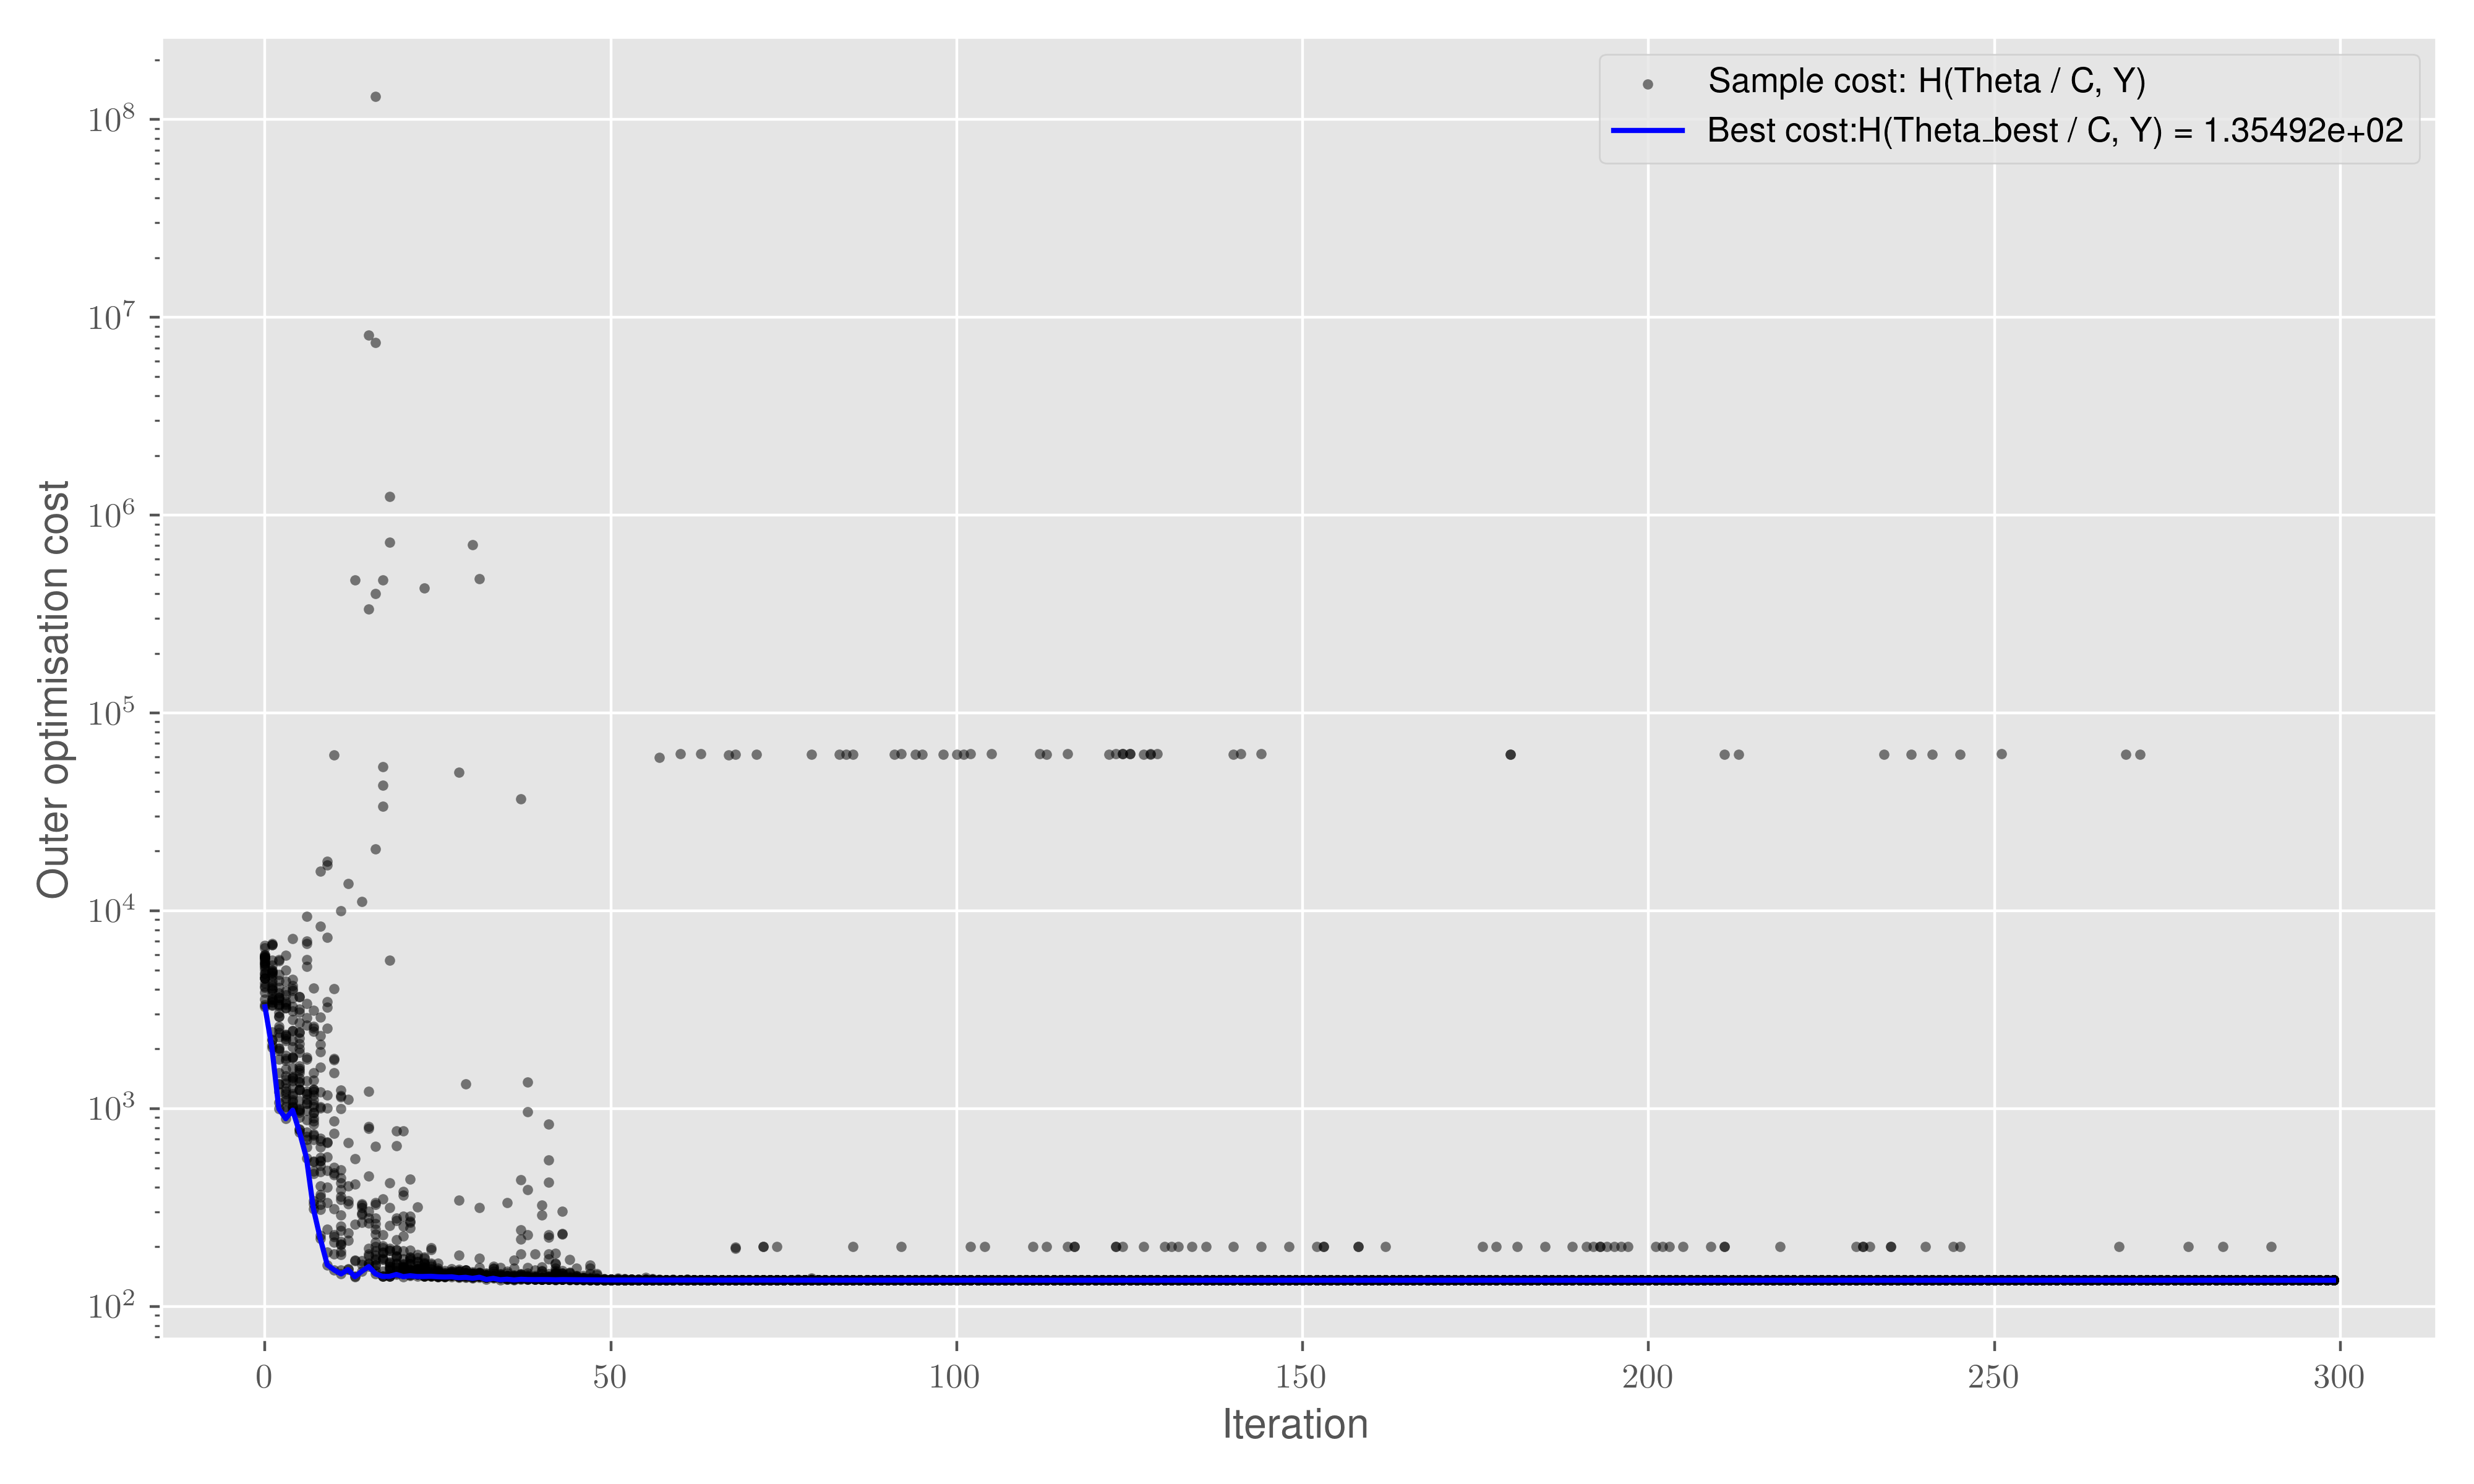 Sample cost: H(Theta / C, Y)
Best cost:H(Theta_best / C, Y) = 1.35492e+02
10^8
10^7
10^6
10^5
10^4
10^3
10^2
Outer optimisation cost
0 50 100 150 200 250 300
Iteration